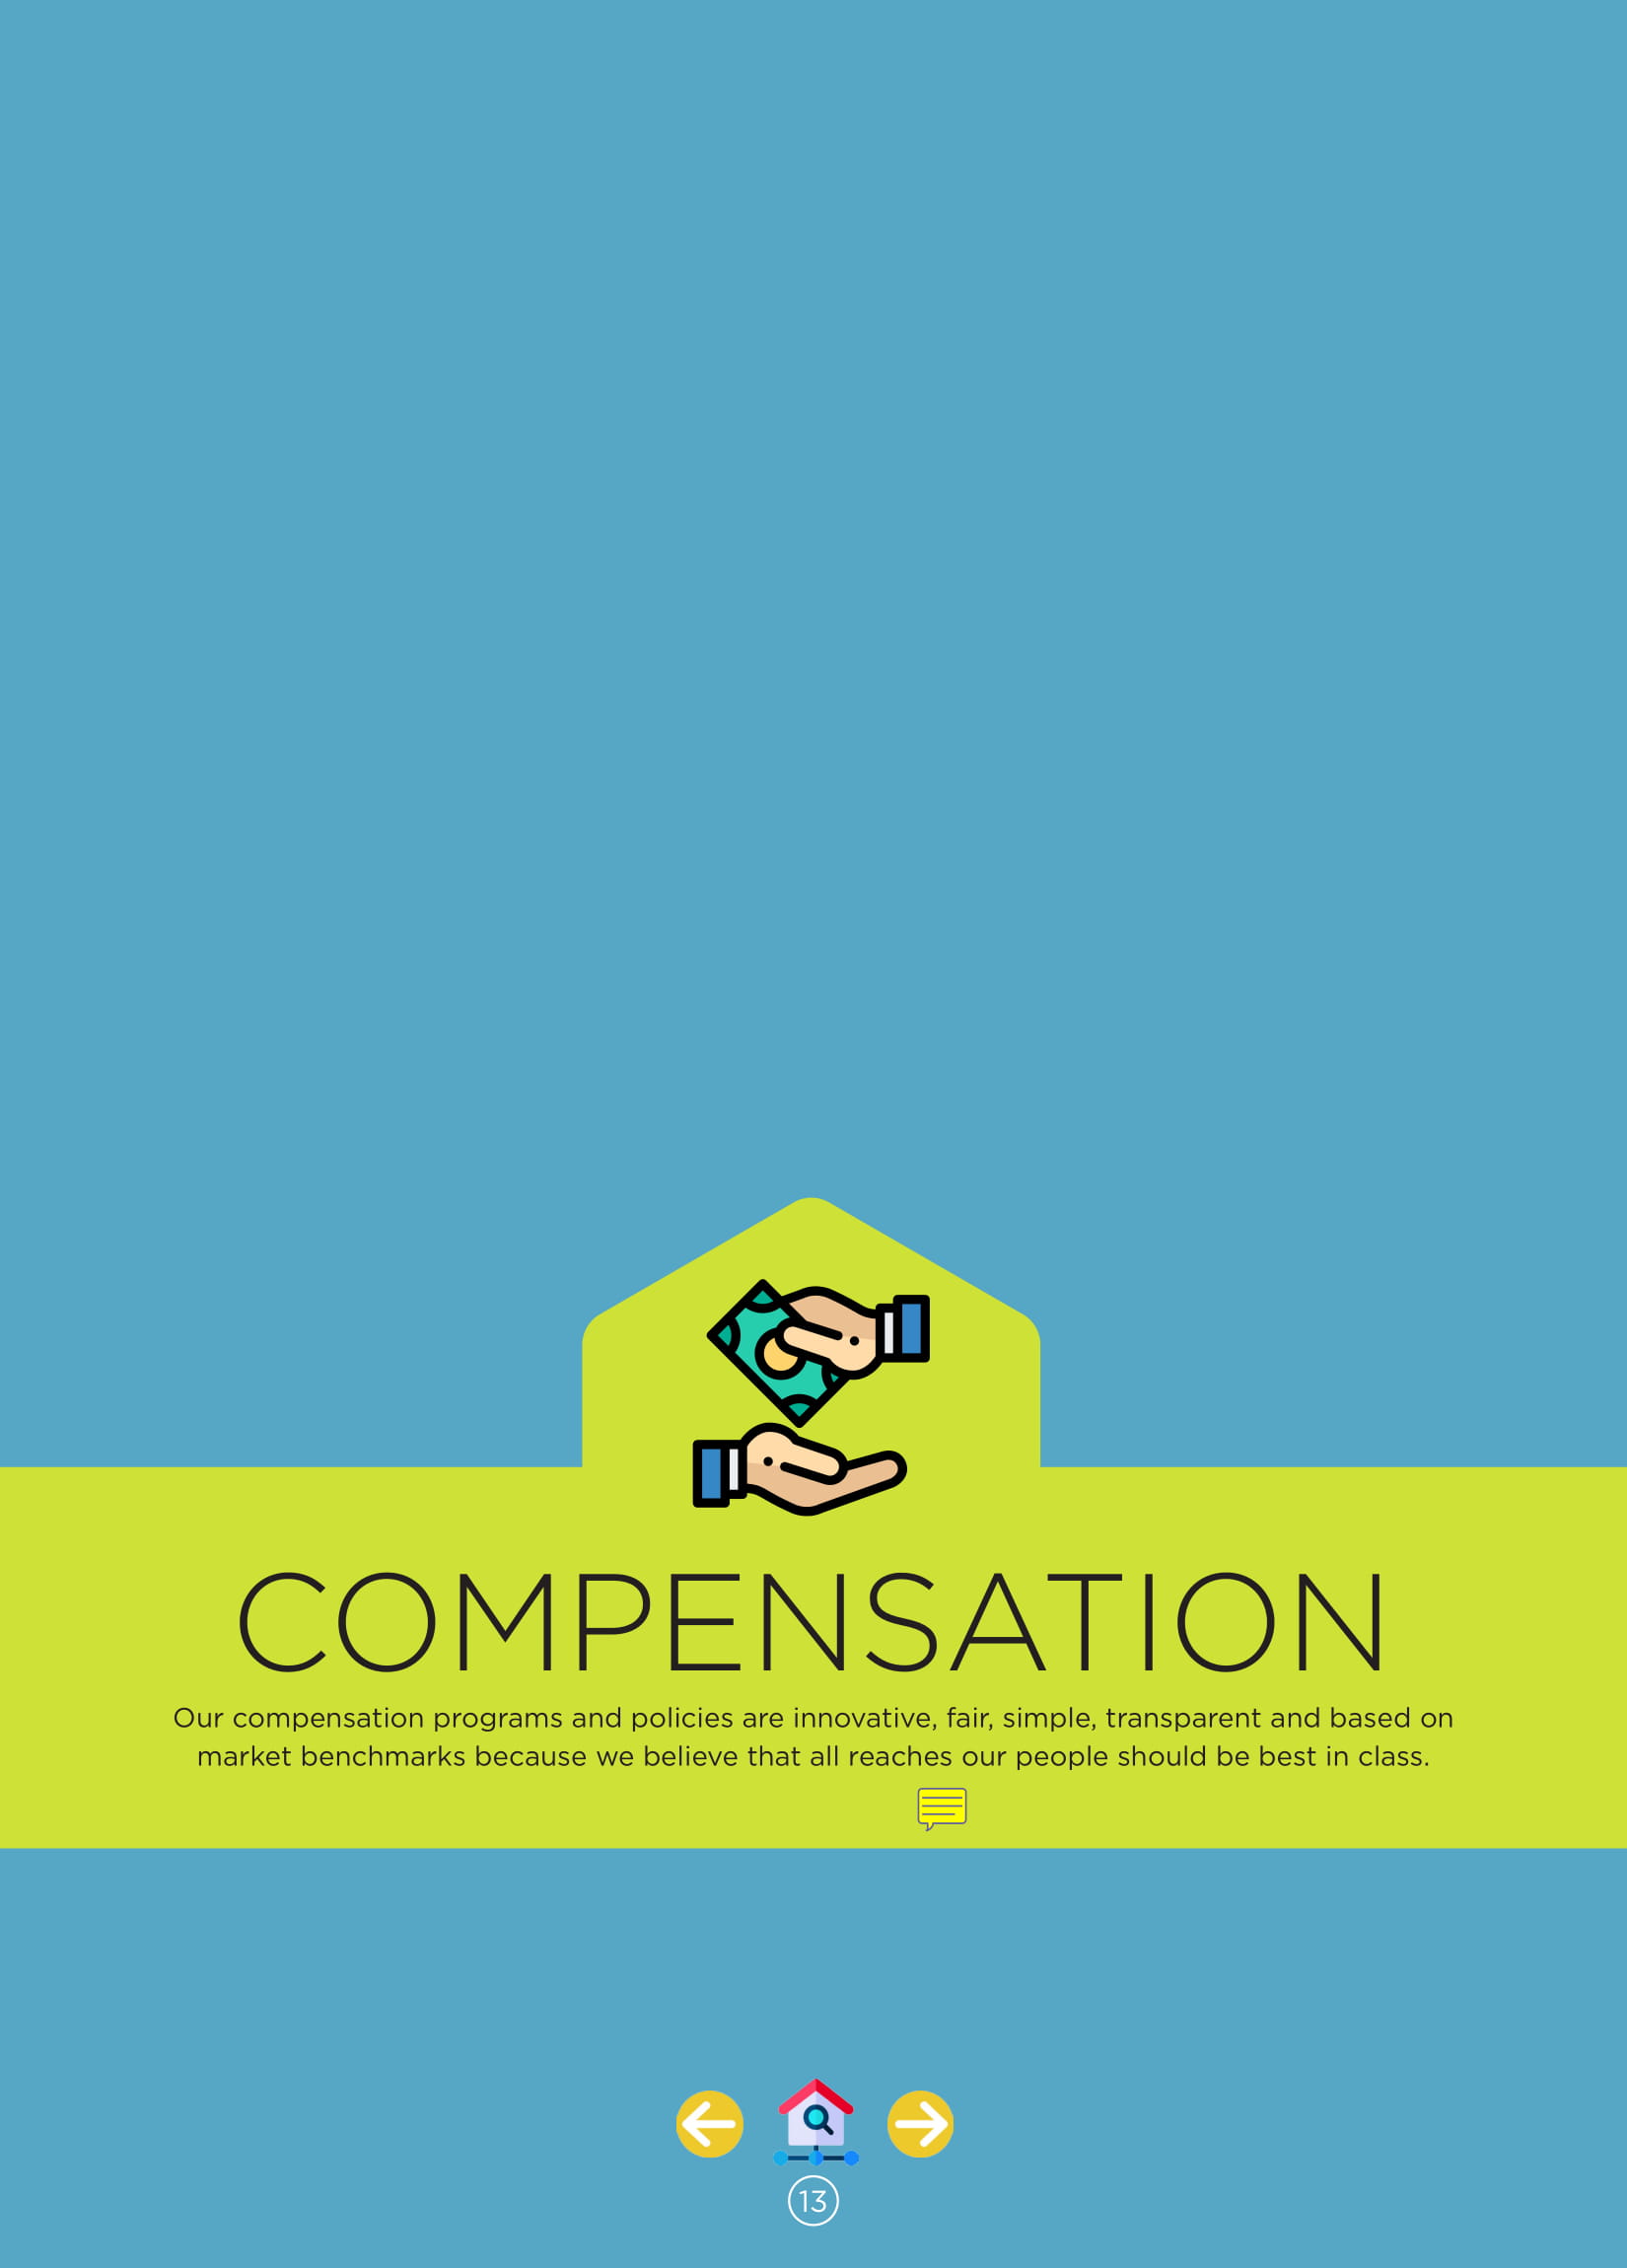 COMPENSATION
Our compensation programs and policies are innovative, fair, simple, transparent and based on
market benchmarks because we believe that all reaches our people should be best in class.
13